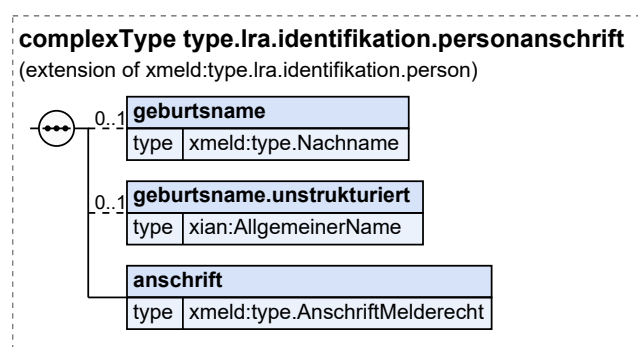 complexType type.lra.identifikation.personanschrift
(extension of xmeld:type.lra.identifikation.person)
0..1 geburtsname
type xmeld:type.Nachname
0..1 geburtsname.unstrukturiert
type xian:AllgemeinerName
anschrift
type xmeld:type.AnschriftMelderecht